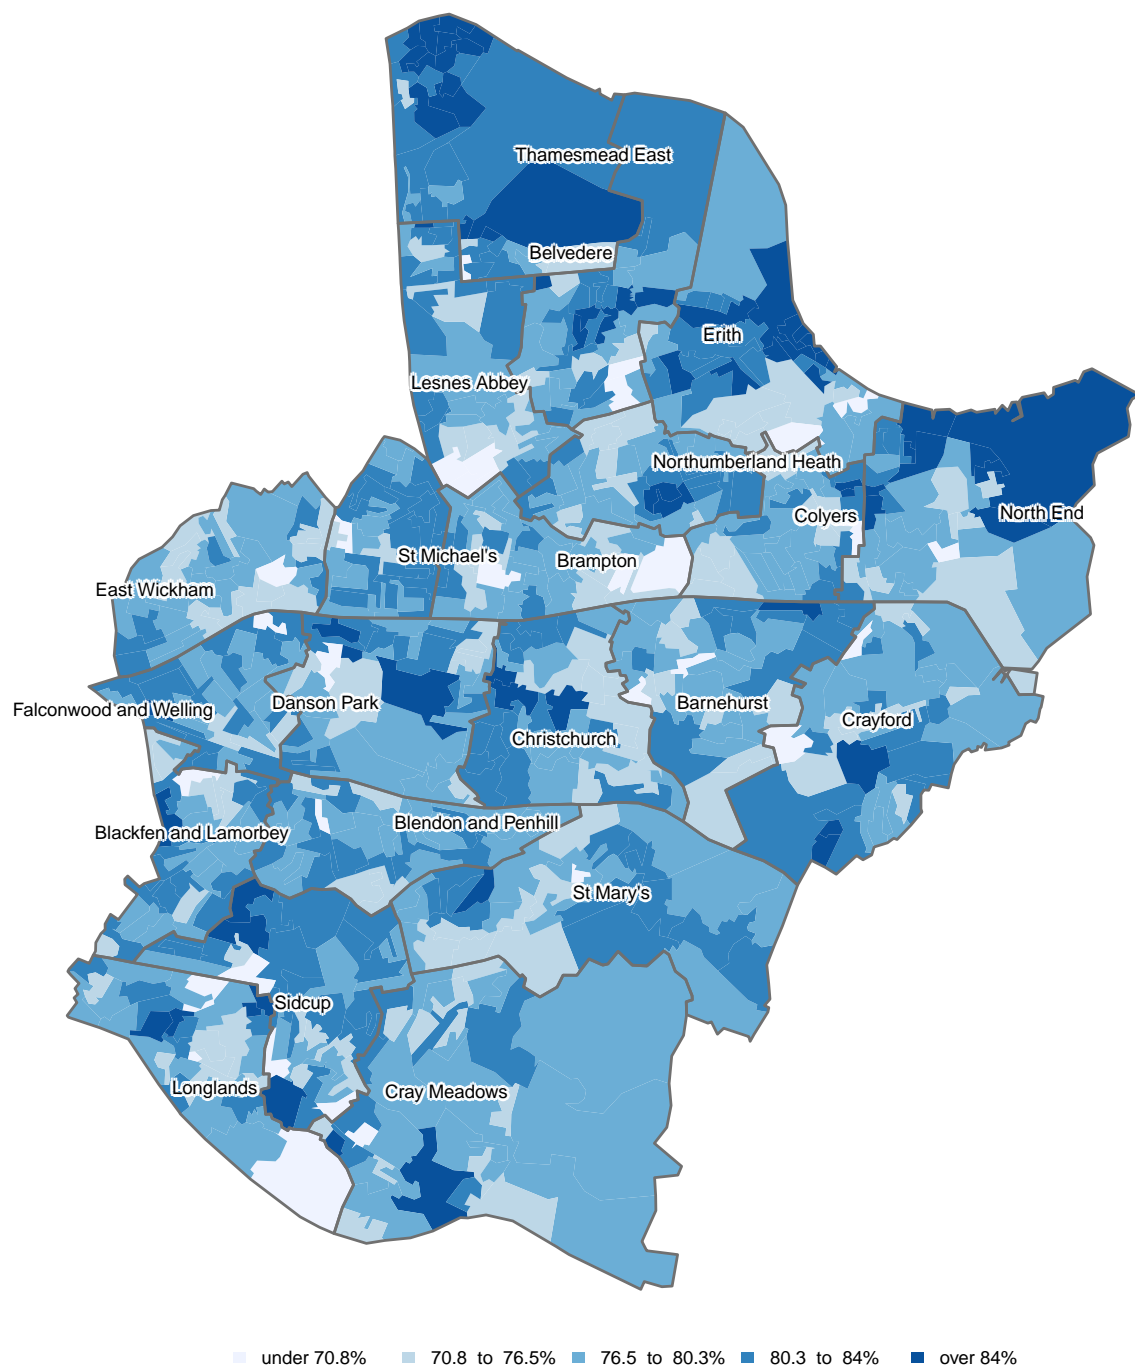 Thamesmead East
Belvedere
Erith
Lesnes Abbey
Northumberland Heath
North End
Colyers
St Michael's
Brampton
East Wickham
Danson Park
Barnehurst
Falconwood and Welling
Crayford
Christchurch
Blendon and Penhill
Blackfen and Lamorbey
St Mary's
Sidcup
Longlands
Cray Meadows
under 70.8% 70.8 to 76.5% 76.5 to 80.3% 80.3 to 84% over 84%